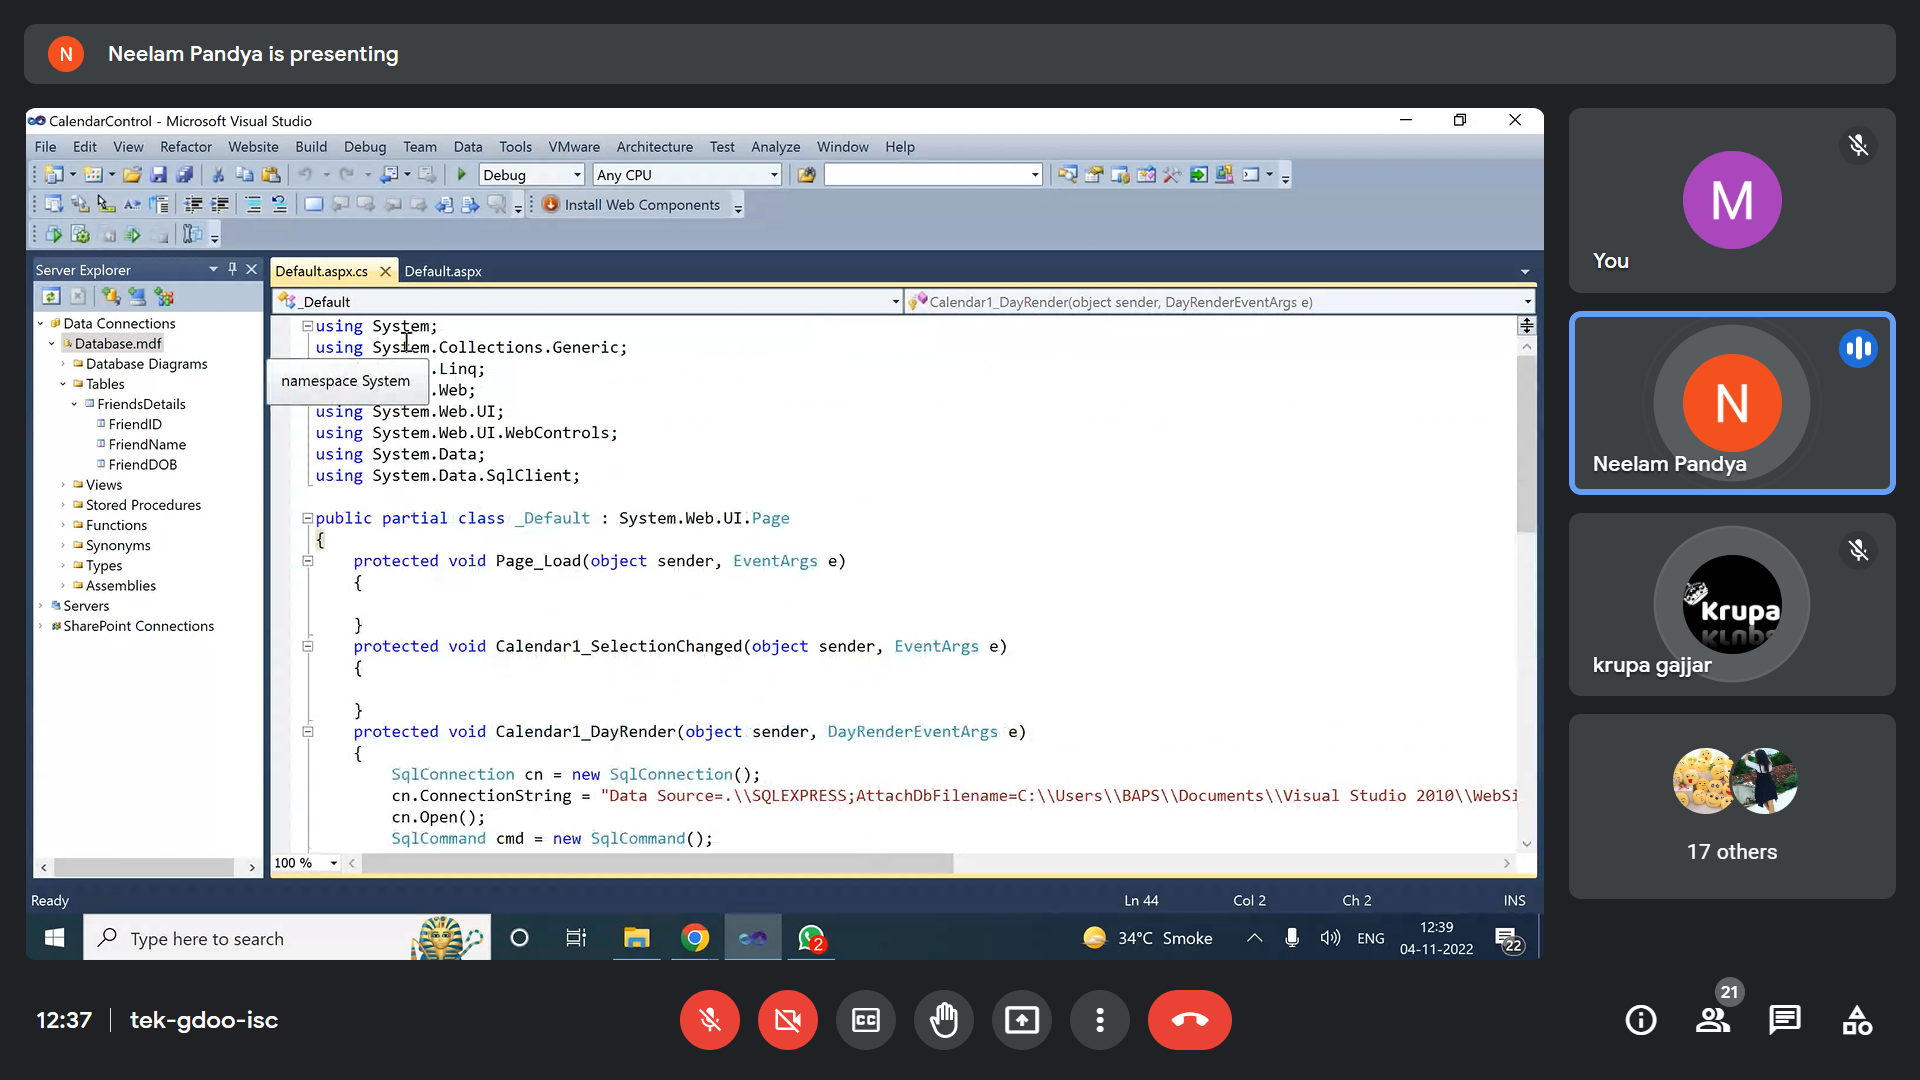 N Neelam Pandya is presenting
CalendarControl - Microsoft Visual Studio
File Edit View Refactor Website Build Debug Team Data Tools VMware Architecture Test Analyze Window Help
Debug Any CPU
Install Web Components
Server Explorer
Default.aspx.cs Default.aspx
_Default
Calendar1_DayRender(object sender, DayRenderEventArgs e)
Data Connections
Database.mdf
Database Diagrams
Tables
FriendsDetails
FriendID
FriendName
FriendDOB
Views
Stored Procedures
Functions
Synonyms
Types
Assemblies
Servers
SharePoint Connections
using System;
using System.Collections.Generic;
.Linq;
.Web;
namespace System
using System.Web.UI;
using System.Web.UI.WebControls;
using System.Data;
using System.Data.SqlClient;
public partial class _Default : System.Web.UI.Page
{
protected void Page_Load(object sender, EventArgs e)
{
}
protected void Calendar1_SelectionChanged(object sender, EventArgs e)
{
}
protected void Calendar1_DayRender(object sender, DayRenderEventArgs e)
{
SqlConnection cn = new SqlConnection();
cn.ConnectionString = "Data Source=.\\SQLEXPRESS;AttachDbFilename=C:\\Users\\BAPS\\Documents\\Visual Studio 2010\\WebSi
cn.Open();
SqlCommand cmd = new SqlCommand();
100 %
Ready Ln 44 Col 2 Ch 2 INS
Type here to search
2
34°C Smoke
ENG
12:39
04-11-2022
22
M
You
N
Neelam Pandya
Krupa
krupa gajjar
17 others
12:37 | tek-gdoo-isc
CC
21